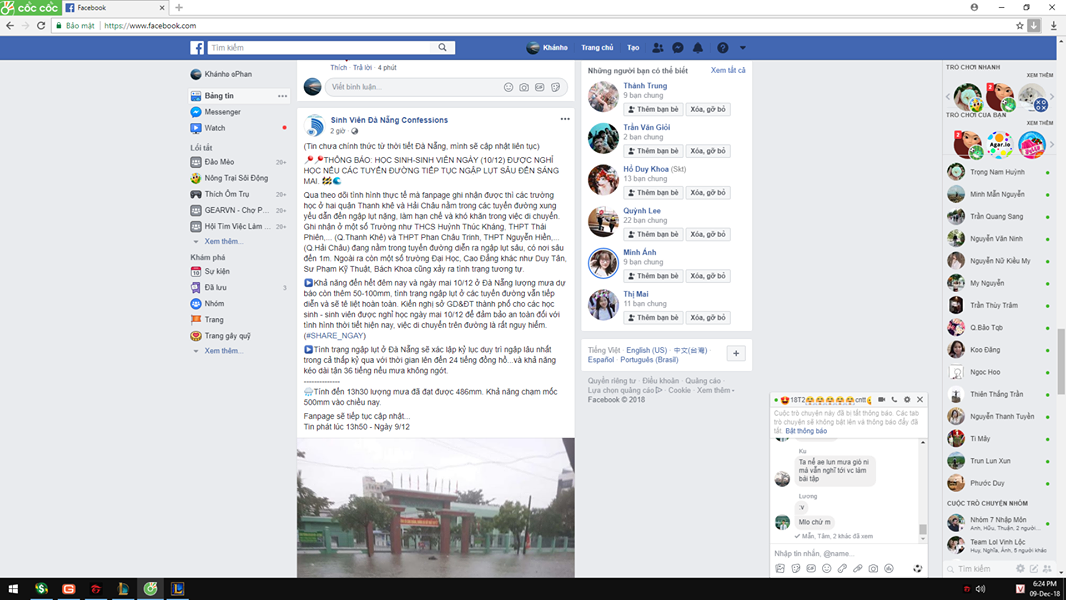 CỐC CỐC
Facebook
Bảo mật
https://www.facebook.com
Tìm kiếm
Khánho
Trang chủ
Tạo
Khánho oPhan
Bảng tin
Messenger
Watch
Lối tắt
Đảo Mèo 20+
Nông Trại Sôi Động
Thích Ôm Trụ 20+
GEARVN - Chợ P... 20+
Hội Tìm Việc Làm ... 20+
Xem thêm...
Khám phá
Sự kiện
Đã lưu 3
Nhóm
Trang
Trang gây quỹ
Xem thêm...
Thích · Trả lời · 4 phút
Viết bình luận...
Sinh Viên Đà Nẵng Confessions
2 giờ ·
(Tin chưa chính thức từ thời tiết Đà Nẵng, mình sẽ cập nhật liên tục)
📍📍THÔNG BÁO: HỌC SINH-SINH VIÊN NGÀY (10/12) ĐƯỢC NGHỈ
HỌC NẾU CÁC TUYẾN ĐƯỜNG TIẾP TỤC NGẬP LỤT SÂU ĐẾN SÁNG
MAI. 🚧🌊
Qua theo dõi tình hình thực tế mà fanpage ghi nhận được thì các trường
học ở hai quận Thanh khê và Hải Châu nằm trong các tuyến đường xung
yếu dẫn đến ngập lụt nặng, làm hạn chế và khó khăn trong việc di chuyển.
Ghi nhận ở một số Trường như THCS Huỳnh Thúc Kháng, THPT Thái
Phiên,... (Q.Thanh Khê) và THPT Phan Châu Trinh, THPT Nguyễn Hiền,...
(Q.Hải Châu) đang nằm trong tuyến đường diễn ra ngập lụt sâu, có nơi sâu
đến 1m. Ngoài ra còn một số trường Đại Học, Cao Đẳng khác như Duy Tân,
Sư Phạm Kỹ Thuật, Bách Khoa cũng xảy ra tình trạng tương tự.
▶Khả năng đến hết đêm nay và ngày mai 10/12 ở Đà Nẵng lượng mưa dự
báo còn thêm 50-100mm, tình trạng ngập lụt ở các tuyến đường vẫn tiếp
diễn và sẽ tê liệt hoàn toàn. Kiến nghị sở GD&ĐT thành phố cho các học
sinh - sinh viên được nghỉ học ngày mai 10/12 để đảm bảo an toàn đối với
tình hình thời tiết hiện nay, việc di chuyển trên đường là rất nguy hiểm.
(#SHARE_NGAY)
▶Tình trạng ngập lụt ở Đà Nẵng sẽ xác lập kỷ lục duy trì ngập lâu nhất
trong cả thập kỷ qua với thời gian lên đến 24 tiếng đồng hồ...và khả năng
kéo dài tận 36 tiếng nếu mưa không ngớt.
--------------
🌧Tính đến 13h30 lượng mưa đã đạt được 486mm. Khả năng chạm mốc
500mm vào chiều nay.
Fanpage sẽ tiếp tục cập nhật...
Tin phát lúc 13h50 - Ngày 9/12
Những người bạn có thể biết
Xem tất cả
Thành Trung
9 bạn chung
Thêm bạn bè
Xóa, gỡ bỏ
Trần Văn Giỏi
2 bạn chung
Thêm bạn bè
Xóa, gỡ bỏ
Hồ Duy Khoa (Skt)
11 bạn chung
Thêm bạn bè
Xóa, gỡ bỏ
Quỳnh Lee
9 bạn chung
Thêm bạn bè
Xóa, gỡ bỏ
Minh Ánh
9 bạn chung
Thêm bạn bè
Xóa, gỡ bỏ
Thị Mai
11 bạn chung
Thêm bạn bè
Xóa, gỡ bỏ
Tiếng Việt · English (US) · 中文(台灣) ·
Español · Português (Brasil)
Quyền riêng tư · Điều khoản · Quảng cáo ·
Lựa chọn quảng cáo · Cookie · Xem thêm
Facebook © 2018
18T2 cntt
Cuộc trò chuyện này đã bị tắt thông báo. Các tab
trò chuyện sẽ không bật lên và thông báo đẩy đã
tắt. Bật thông báo
Ku
Ta nể ae lun mưa gió ni
mà vẫn nghĩ tới vc làm
bài tập
Luong
:v
Mlo chứ m
Mẫn, Tâm, 2 khác đã xem
Nhập tin nhắn, @name...
TRÒ CHƠI NHANH
XEM THÊM
TRÒ CHƠI CỦA BẠN
XEM THÊM
Agar.io
Trọng Nam Huỳnh
Minh Mẫn Nguyễn
Trần Quang Sang
Nguyễn Văn Ninh
Nguyễn Nữ Kiều My
My Nguyễn
Trần Thùy Trâm
Q.Bảo Tqb
Koo Đăng
Ngọc Hoo
Thiên Thắng Trần
Nguyễn Thanh Tuyền
Ti Mây
Trun Lun Xun
Phước Duy
CUỘC TRÒ CHUYỆN NHÓM
Nhóm 7 Nhập Môn
Anh, Hữu, Thuận, 2 người...
Team Lol Vinh Lộc
Huy, Nghĩa, Ánh, 5 người khác
Tìm kiếm
6:24 PM
09-Dec-18